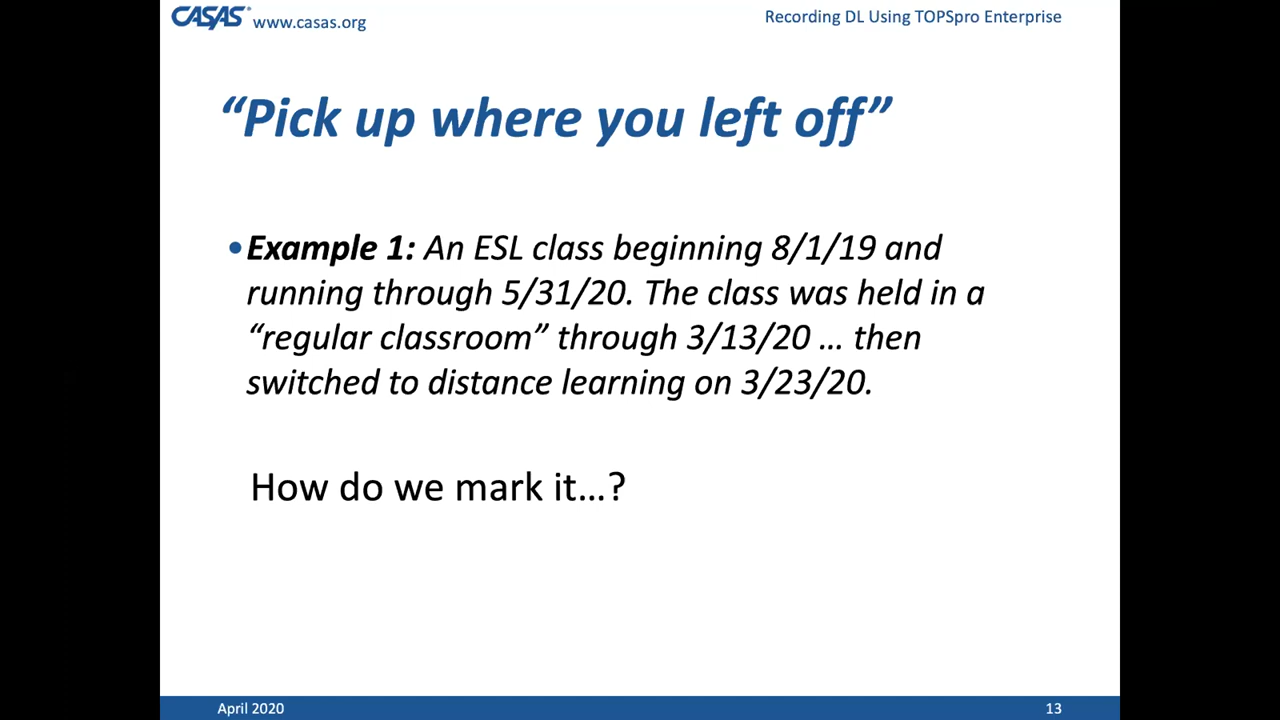 CASAS® www.casas.org
Recording DL Using TOPSpro Enterprise
“Pick up where you left off”
•Example 1: An ESL class beginning 8/1/19 and
running through 5/31/20. The class was held in a
“regular classroom” through 3/13/20 … then
switched to distance learning on 3/23/20.
How do we mark it…?
April 2020
13